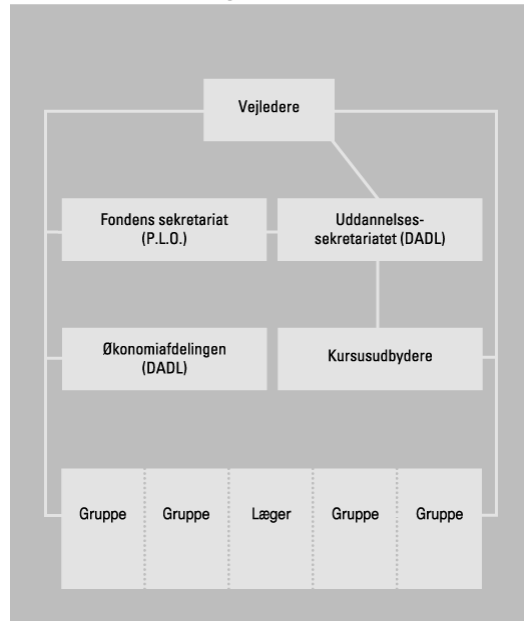 Vejledere
Fondens sekretariat
(P.L.O.)
Uddannelses-
sekretariatet (DADL)
Økonomiafdelingen
(DADL)
Kursusudbydere
Gruppe
Gruppe
Læger
Gruppe
Gruppe